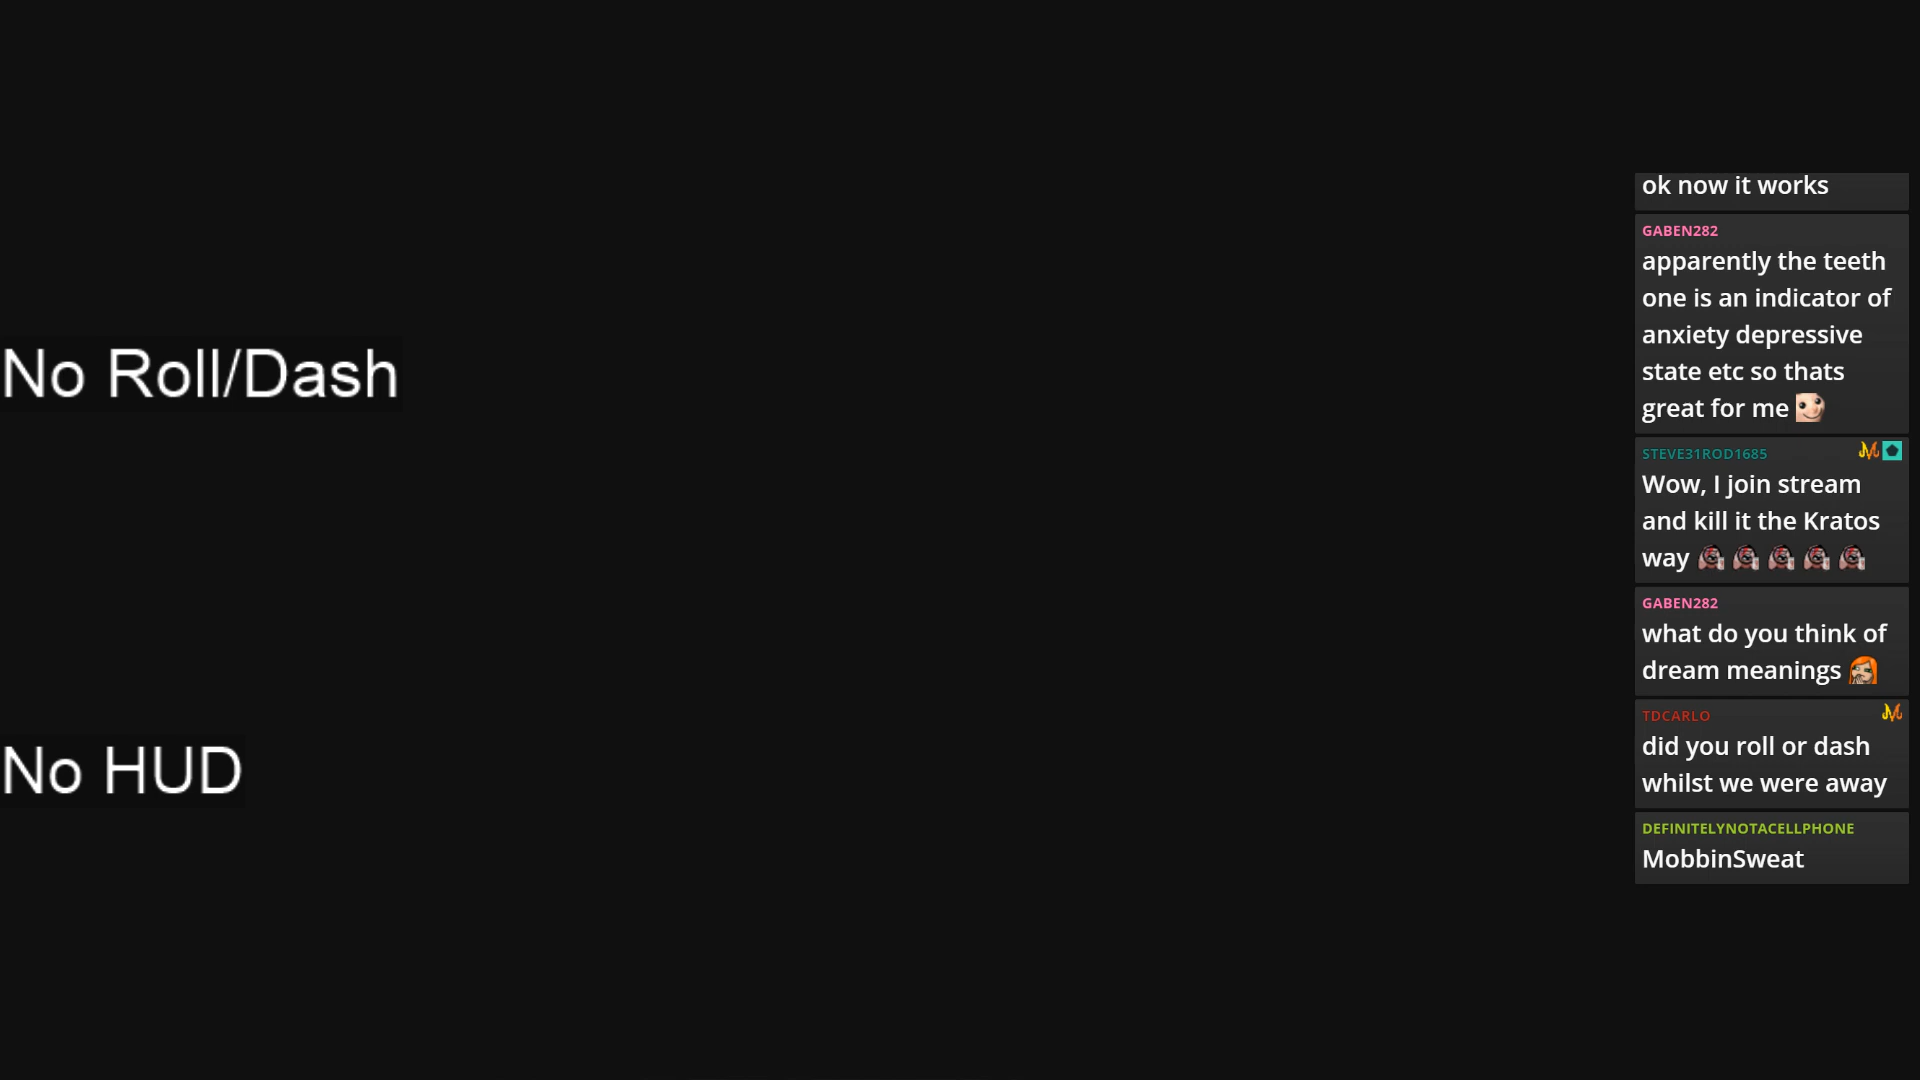 No Roll/Dash
No HUD
ok now it works
GABEN282
apparently the teeth
one is an indicator of
anxiety depressive
state etc so thats
great for me
STEVE31ROD1685
Wow, I join stream
and kill it the Kratos
way
GABEN282
what do you think of
dream meanings
TDCARLO
did you roll or dash
whilst we were away
DEFINITELYNOTACELLPHONE
MobbinSweat